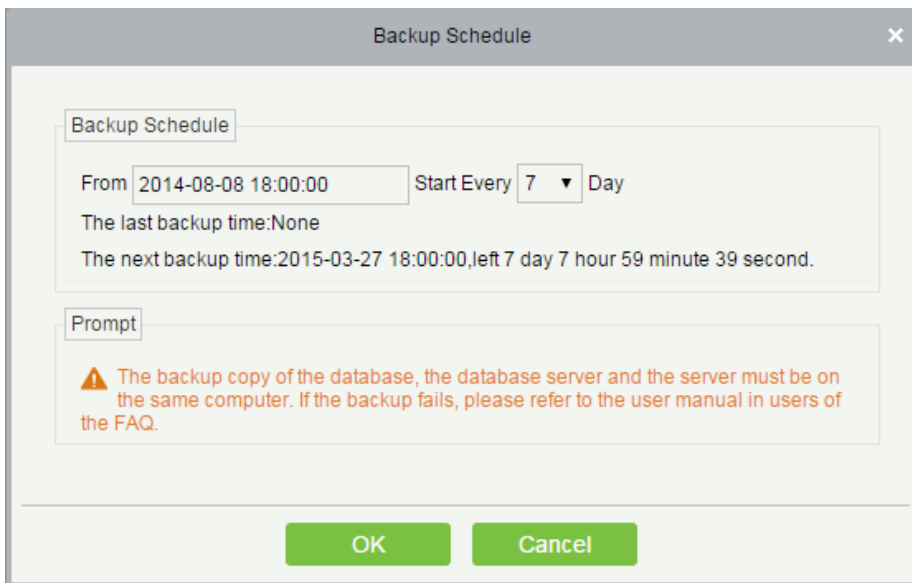 Backup Schedule ×
Backup Schedule
From 2014-08-08 18:00:00 Start Every 7 ▼ Day
The last backup time:None
The next backup time:2015-03-27 18:00:00,left 7 day 7 hour 59 minute 39 second.
Prompt
The backup copy of the database, the database server and the server must be on
the same computer. If the backup fails, please refer to the user manual in users of
the FAQ.
OK Cancel